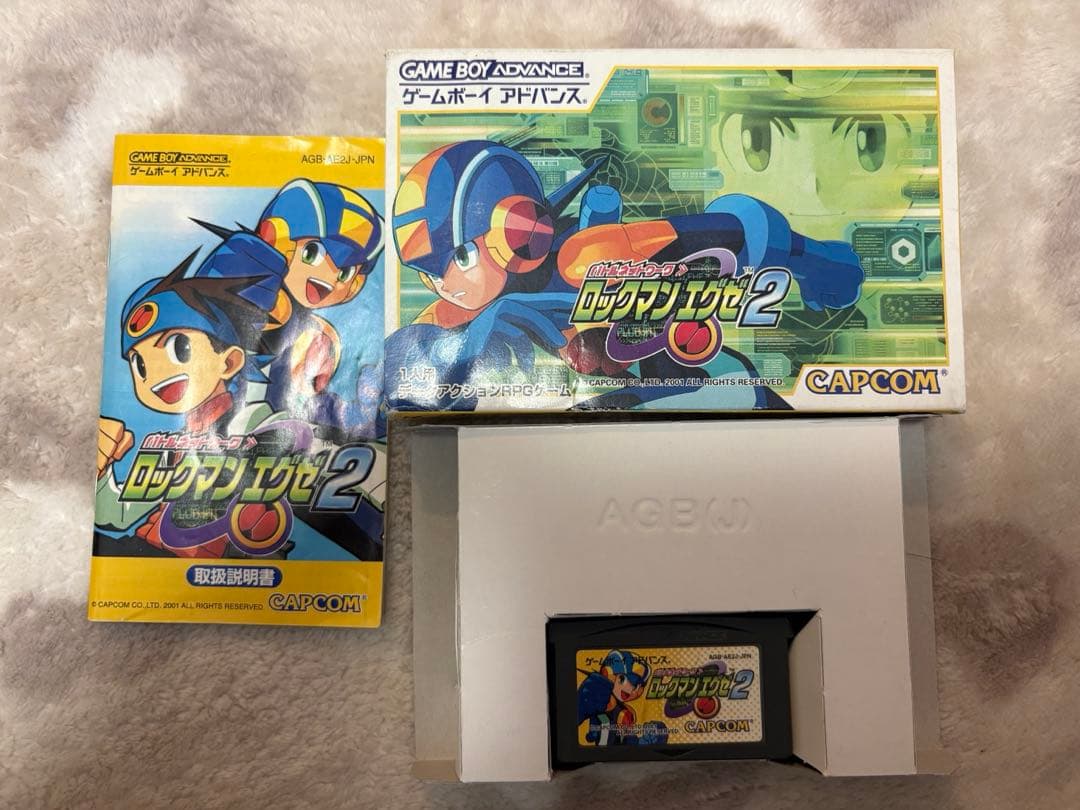 GAME BOY ADVANCE
ゲームボーイ アドバンス
AGB-AE2J-JPN
バトルネットワーク
ロックマン エグゼ2
取扱説明書
© CAPCOM CO.,LTD. 2001 ALL RIGHTS RESERVED.
CAPCOM®
GAME BOY ADVANCE®
ゲームボーイ アドバンス®
バトルネットワーク
ロックマン エグゼ2™
1人用
データアクションRPGゲーム
©CAPCOM CO.,LTD. 2001 ALL RIGHTS RESERVED.
CAPCOM®
AGB(J)
ゲームボーイ アドバンス
AGB-AE2J-JPN
ロックマン エグゼ2
CAPCOM